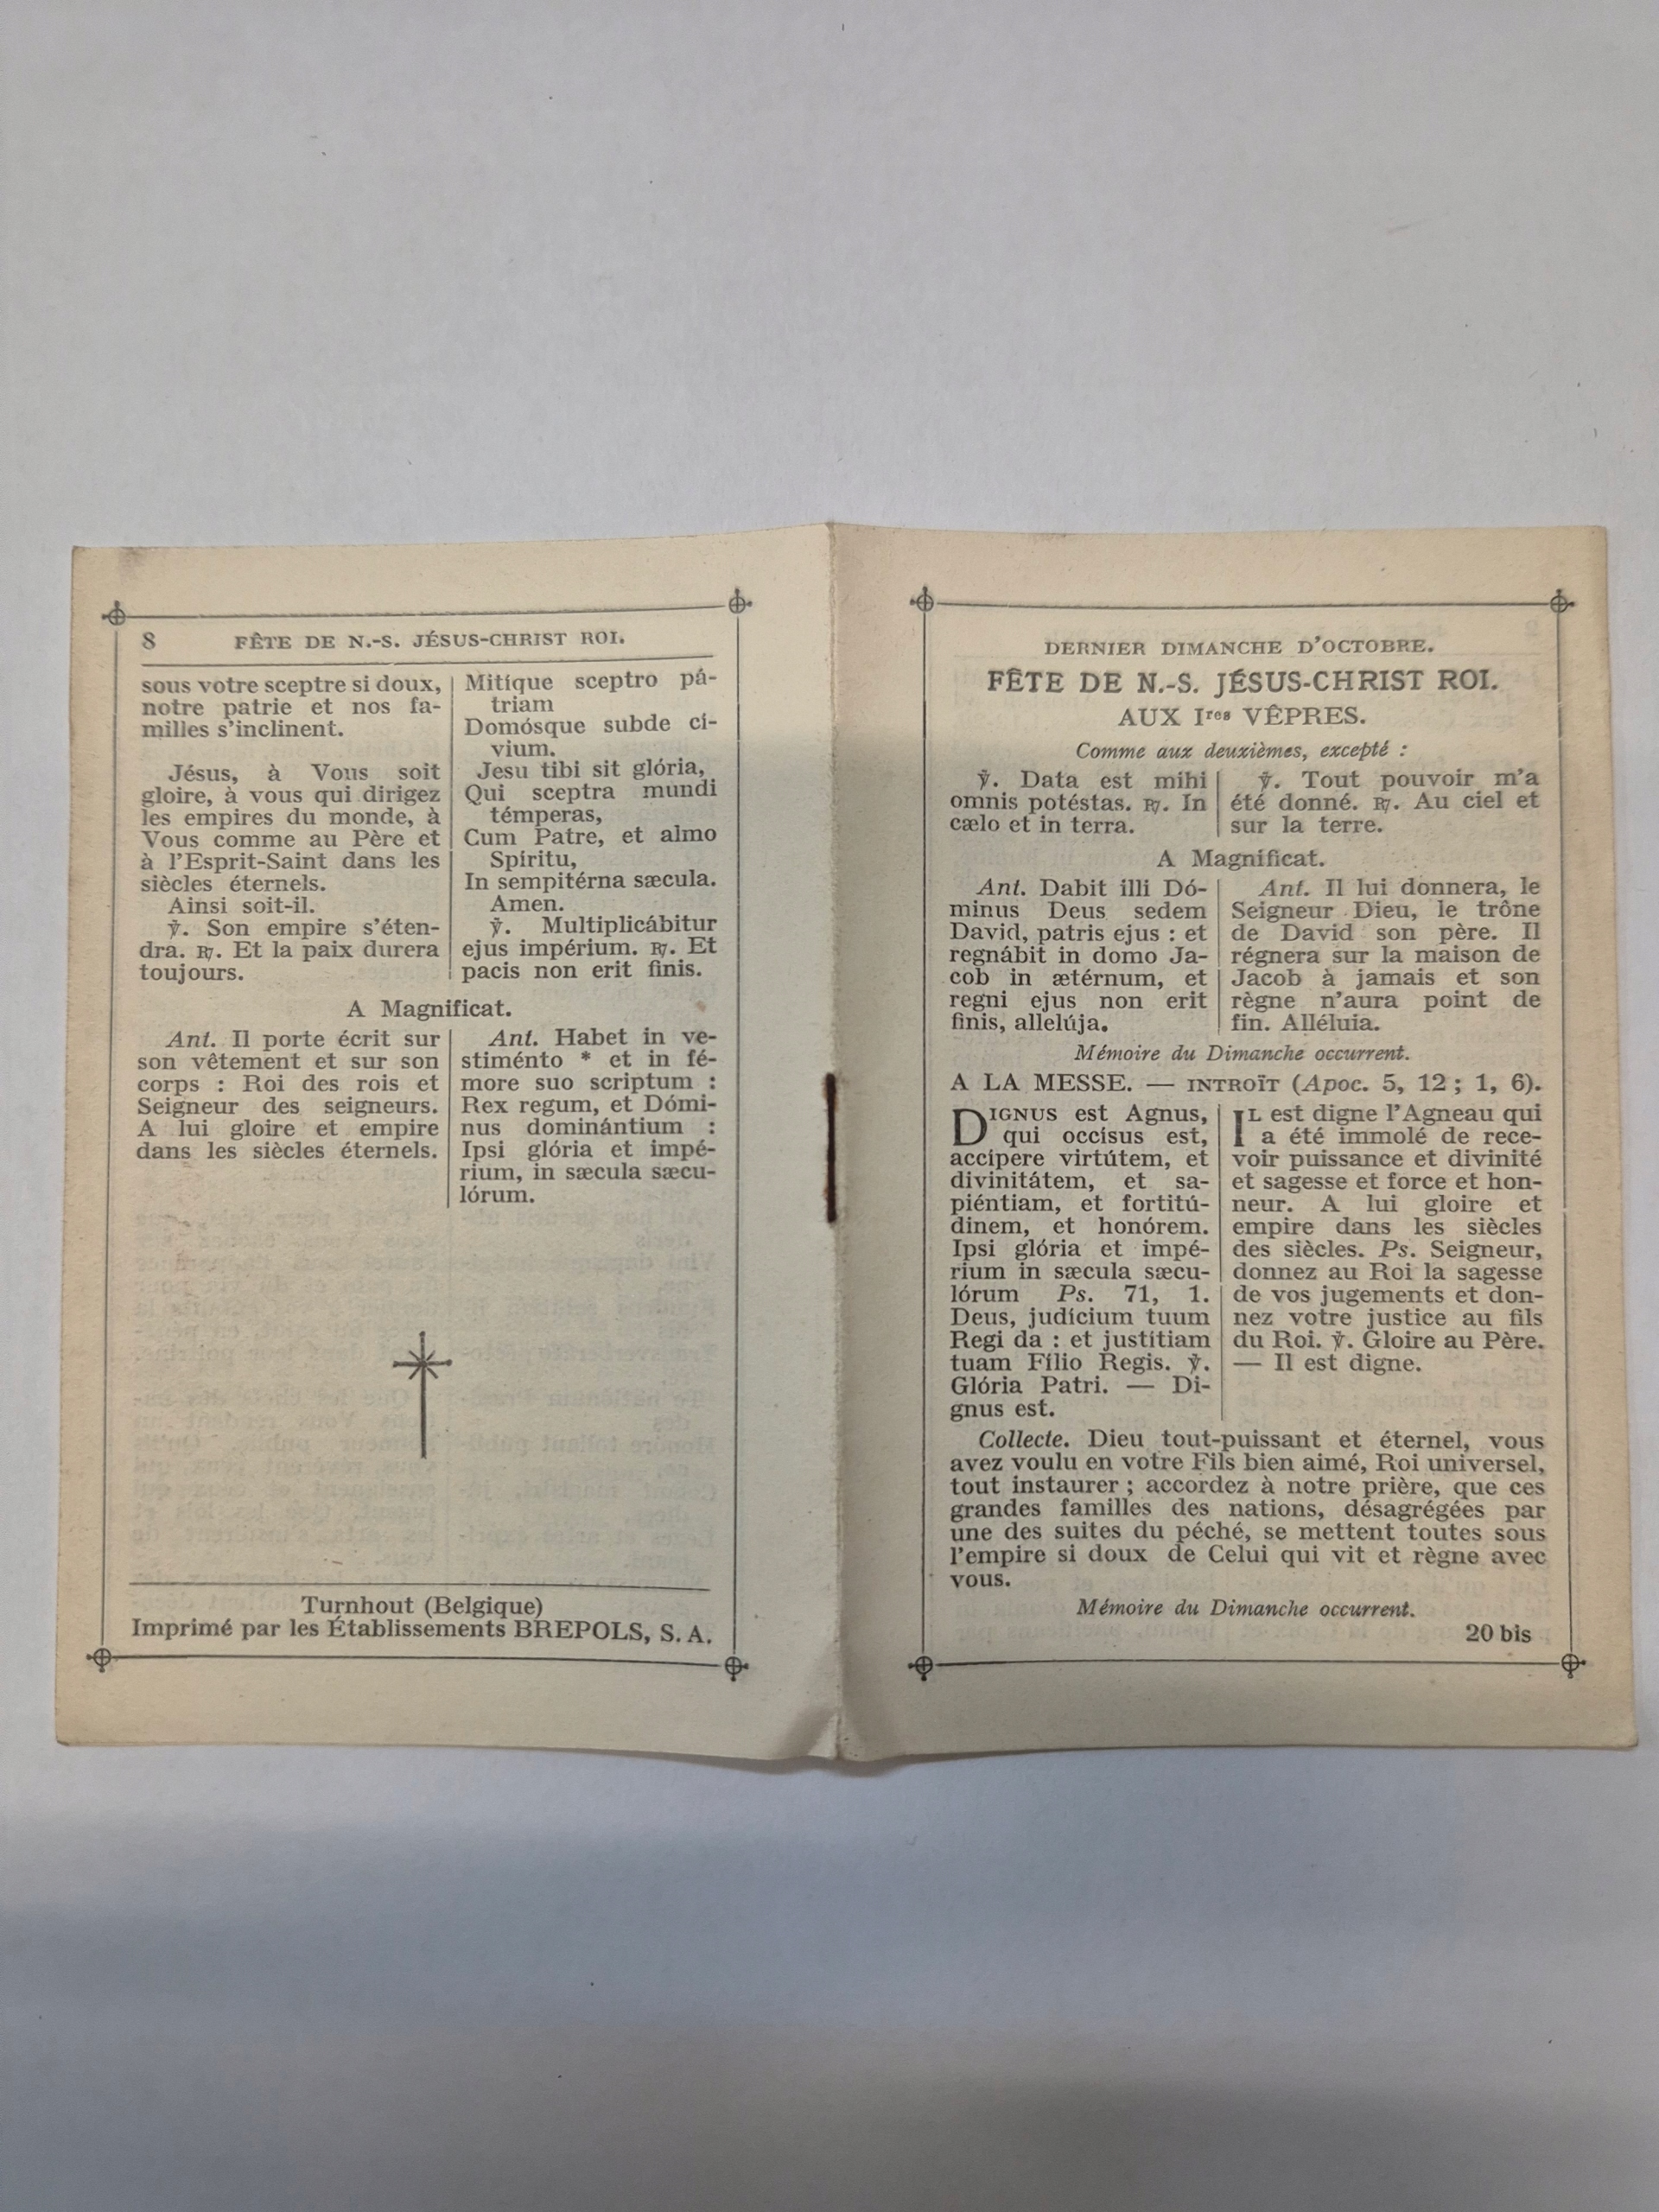 8 FÊTE DE N.-S. JÉSUS-CHRIST ROI.
sous votre sceptre si doux,
notre patrie et nos fa-
milles s'inclinent.
Jésus, à Vous soit
gloire, à vous qui dirigez
les empires du monde, à
Vous comme au Père et
à l'Esprit-Saint dans les
siècles éternels.
Ainsi soit-il.
℣. Son empire s'éten-
dra. ℟. Et la paix durera
toujours.
Mitíque sceptro pá-
triam
Domósque subde cí-
vium.
Jesu tibi sit glória,
Qui sceptra mundi
témperas,
Cum Patre, et almo
Spíritu,
In sempitérna sæcula.
Amen.
℣. Multiplicábitur
ejus impérium. ℟. Et
pacis non erit finis.
A Magnificat.
Ant. Il porte écrit sur
son vêtement et sur son
corps : Roi des rois et
Seigneur des seigneurs.
A lui gloire et empire
dans les siècles éternels.
Ant. Habet in ve-
stiménto * et in fé-
more suo scriptum :
Rex regum, et Dómi-
nus dominántium :
Ipsi glória et impé-
rium, in sæcula sæcu-
lórum.
Turnhout (Belgique)
Imprimé par les Établissements BREPOLS, S. A.
DERNIER DIMANCHE D'OCTOBRE.
FÊTE DE N.-S. JÉSUS-CHRIST ROI.
AUX Ires VÊPRES.
Comme aux deuxièmes, excepté :
℣. Data est mihi
omnis potéstas. ℟. In
cælo et in terra.
℣. Tout pouvoir m'a
été donné. ℟. Au ciel et
sur la terre.
A Magnificat.
Ant. Dabit illi Dó-
minus Deus sedem
David, patris ejus : et
regnábit in domo Ja-
cob in ætérnum, et
regni ejus non erit
finis, allelúja.
Ant. Il lui donnera, le
Seigneur Dieu, le trône
de David son père. Il
régnera sur la maison de
Jacob à jamais et son
règne n'aura point de
fin. Alléluia.
Mémoire du Dimanche occurrent.
A LA MESSE. — INTROÏT (Apoc. 5, 12 ; 1, 6).
DIGNUS est Agnus,
qui occísus est,
accípere virtútem, et
divinitátem, et sa-
piéntiam, et fortitú-
dinem, et honórem.
Ipsi glória et impé-
rium in sæcula sæcu-
lórum Ps. 71, 1.
Deus, judícium tuum
Regi da : et justítiam
tuam Fílio Regis. ℣.
Glória Patri. — Di-
gnus est.
IL est digne l'Agneau qui
a été immolé de rece-
voir puissance et divinité
et sagesse et force et hon-
neur. A lui gloire et
empire dans les siècles
des siècles. Ps. Seigneur,
donnez au Roi la sagesse
de vos jugements et don-
nez votre justice au fils
du Roi. ℣. Gloire au Père.
— Il est digne.
Collecte. Dieu tout-puissant et éternel, vous
avez voulu en votre Fils bien aimé, Roi universel,
tout instaurer ; accordez à notre prière, que ces
grandes familles des nations, désagrégées par
une des suites du péché, se mettent toutes sous
l'empire si doux de Celui qui vit et règne avec
vous.
Mémoire du Dimanche occurrent.
20 bis